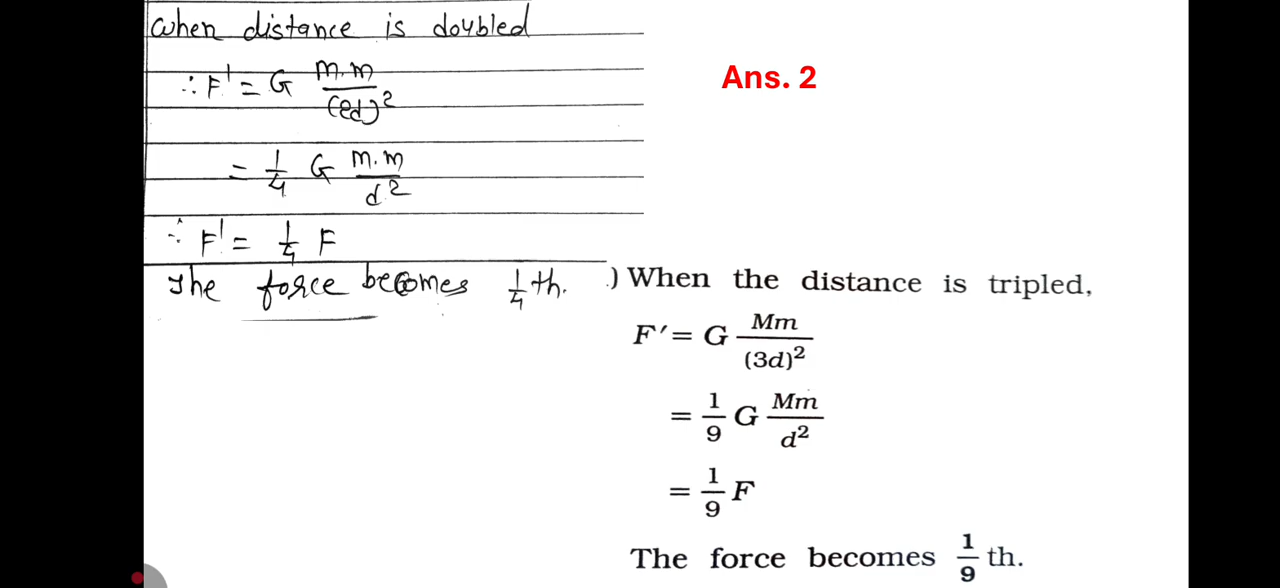 When distance is doubled
∴ F' = G m.m/(2d)²
= 1/4 G m.m/d²
∴ F' = 1/4 F
The force becomes 1/4 th.
Ans. 2
.) When the distance is tripled,
F′ = G Mm/(3d)²
= 1/9 G Mm/d²
= 1/9 F
The force becomes 1/9 th.